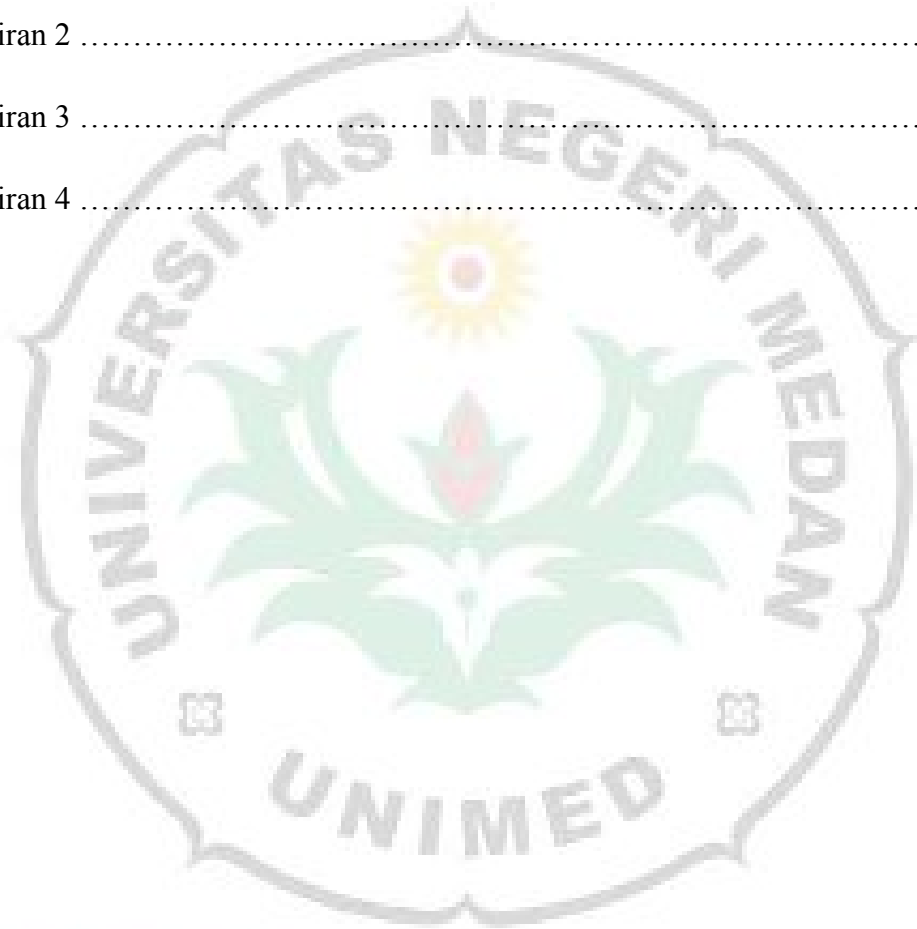 iran 2 ……………………………………………………………………
iran 3 ……………………………………………………………………
iran 4 ……………………………………………………………………
UNIVERSITAS NEGERI MEDAN
UNIMED